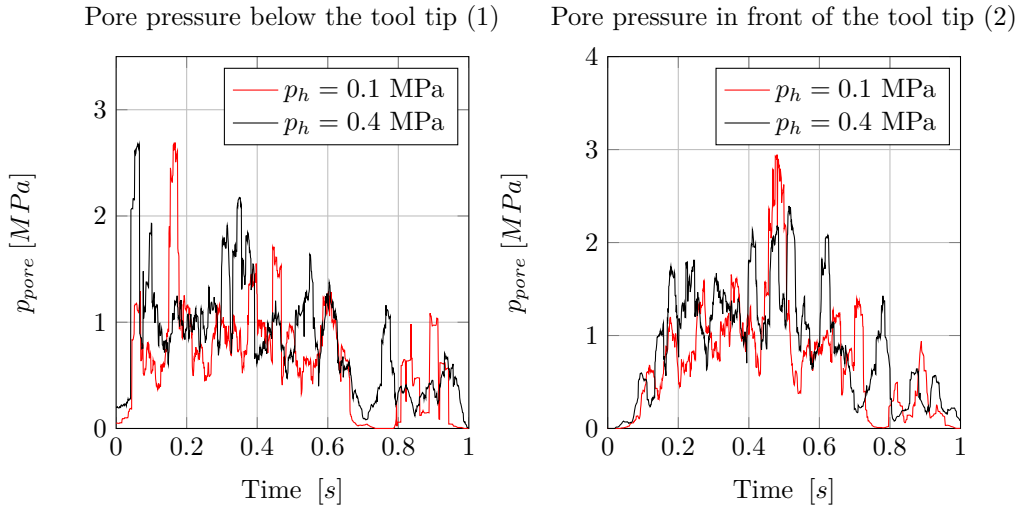 Pore pressure below the tool tip (1)
p_h = 0.1 MPa
p_h = 0.4 MPa
3
2
1
0
0 0.2 0.4 0.6 0.8 1
p_pore [MPa]
Time [s]
Pore pressure in front of the tool tip (2)
p_h = 0.1 MPa
p_h = 0.4 MPa
4
3
2
1
0
0 0.2 0.4 0.6 0.8 1
p_pore [MPa]
Time [s]